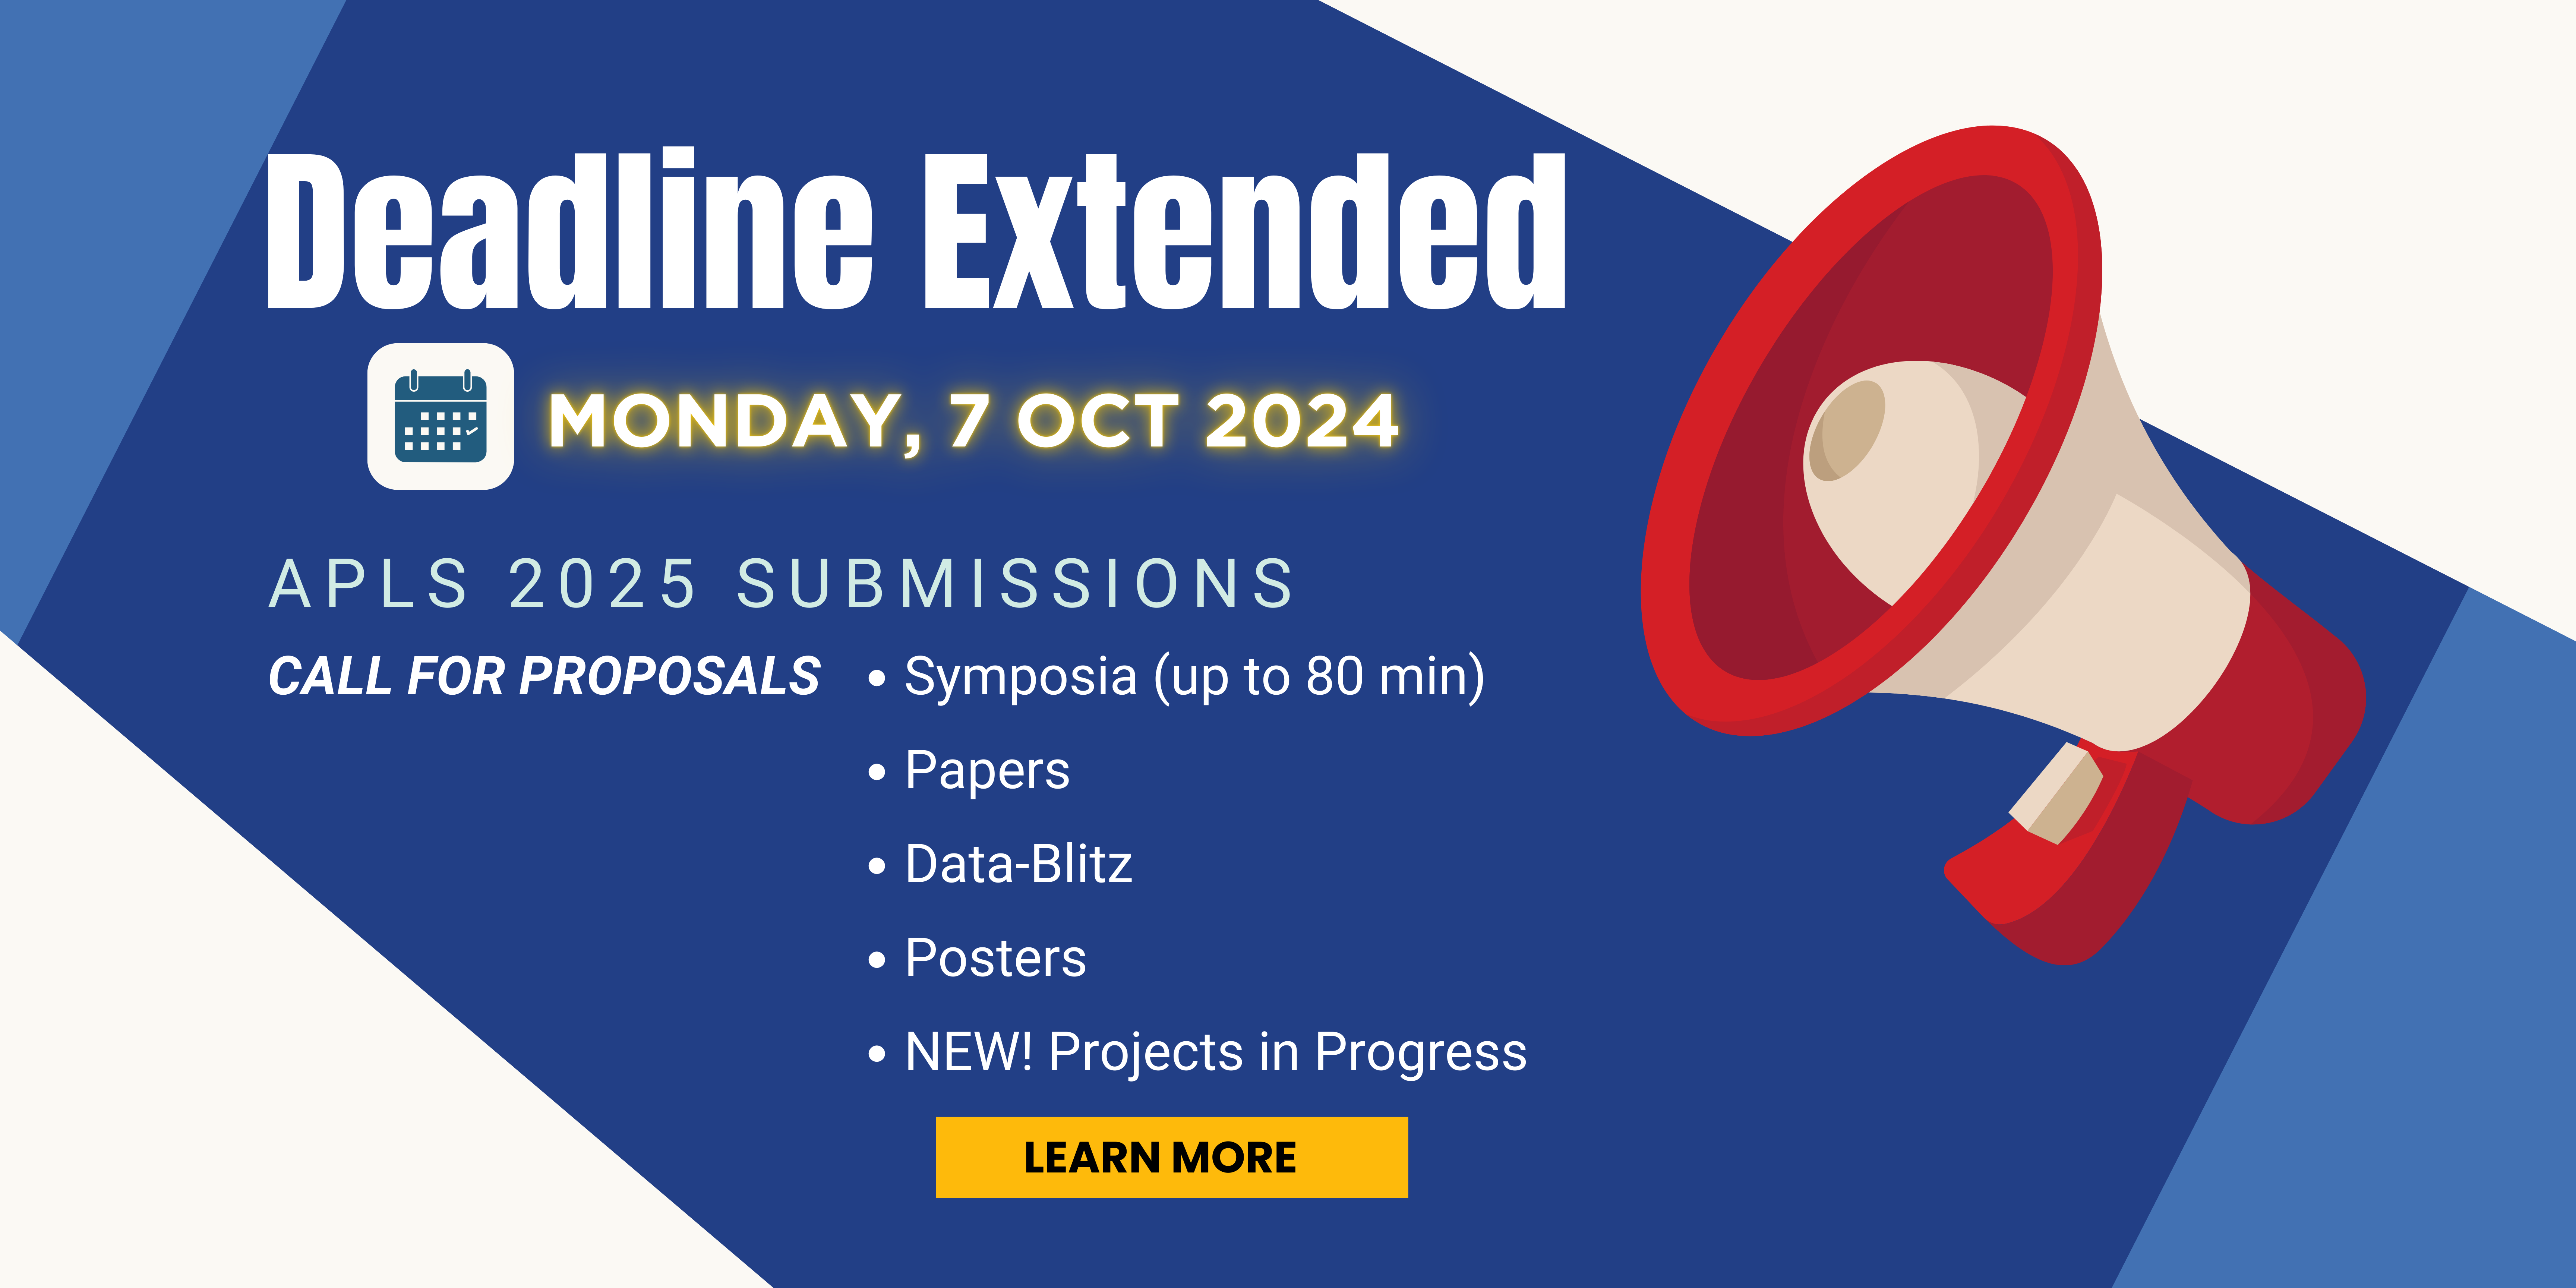 Deadline Extended
MONDAY, 7 OCT 2024
APLS 2025 SUBMISSIONS
CALL FOR PROPOSALS
• Symposia (up to 80 min)
• Papers
• Data-Blitz
• Posters
• NEW! Projects in Progress
LEARN MORE